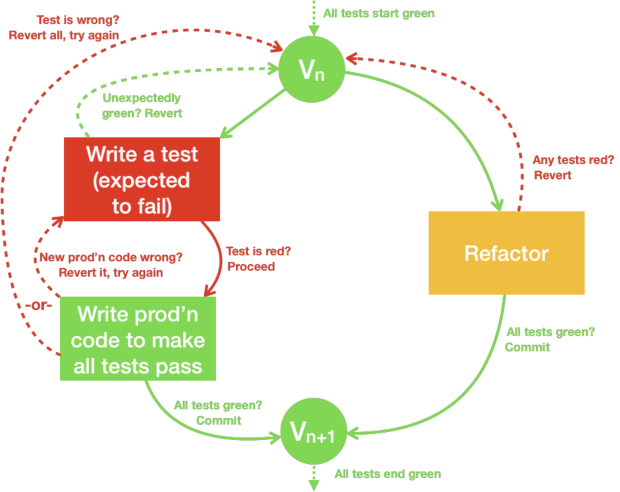 All tests start green
Test is wrong?
Revert all, try again
Vn
Unexpectedly
green? Revert
Write a test
(expected
to fail)
Any tests red?
Revert
Test is red?
Proceed
Refactor
New prod'n code wrong?
Revert it, try again
-or-
Write prod'n
code to make
all tests pass
All tests green?
Commit
All tests green?
Commit
Vn+1
All tests end green